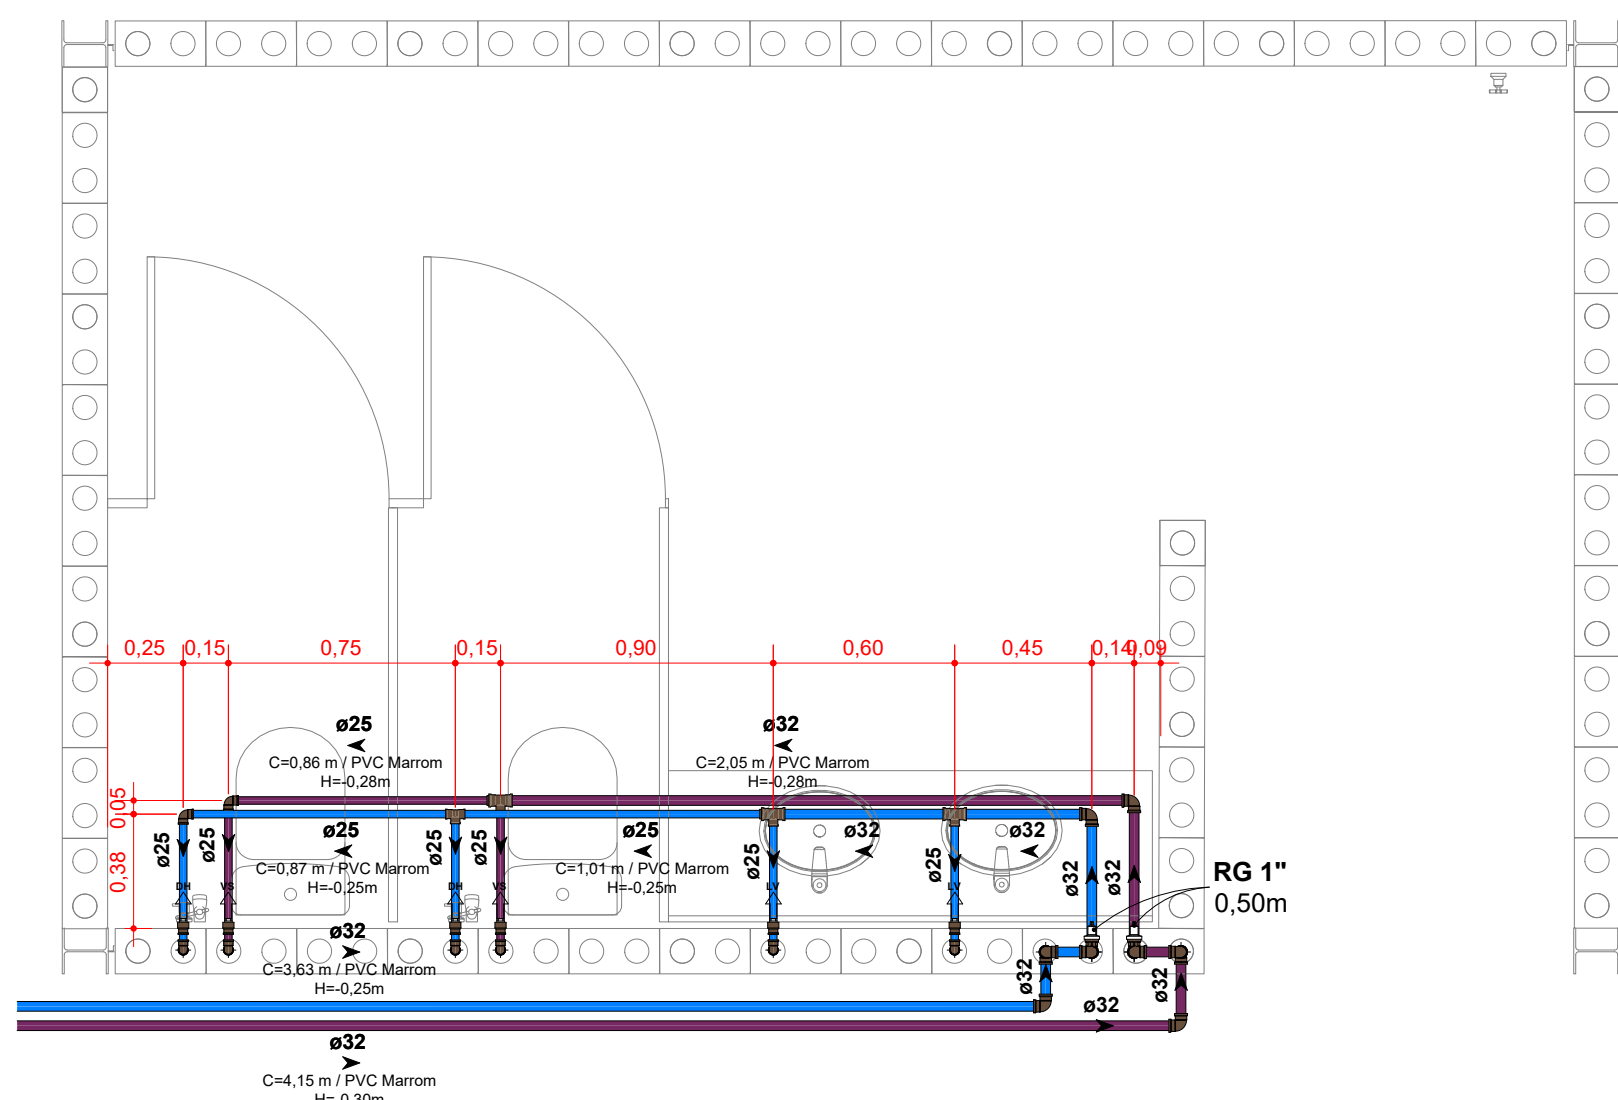 0,25 0,15 0,75 0,15 0,90 0,60 0,45 0,14 0,09
ø25
C=0,86 m / PVC Marrom
H=-0,28m
ø32
C=2,05 m / PVC Marrom
H=-0,28m
0,05
0,38
ø25
ø25
ø25
C=0,87 m / PVC Marrom
H=-0,25m
ø25
ø25
ø25
C=1,01 m / PVC Marrom
H=-0,25m
ø25
ø32
ø25
ø32
ø32
ø32
DH
VS
DH
VS
LV
LV
RG 1"
0,50m
ø32
C=3,63 m / PVC Marrom
H=-0,25m
ø32
ø32
ø32
ø32
C=4,15 m / PVC Marrom
H=-0,30m